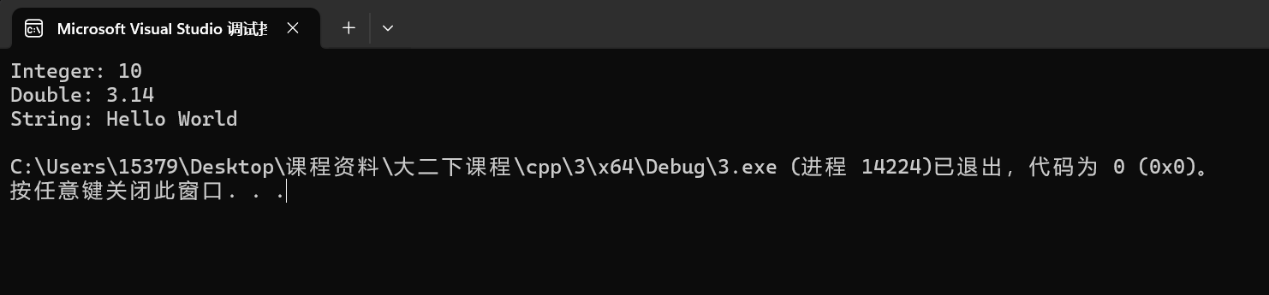 Microsoft Visual Studio 调试
Integer: 10
Double: 3.14
String: Hello World
C:\Users\15379\Desktop\课程资料\大二下课程\cpp\3\x64\Debug\3.exe (进程 14224)已退出，代码为 0 (0x0)。
按任意键关闭此窗口. . .